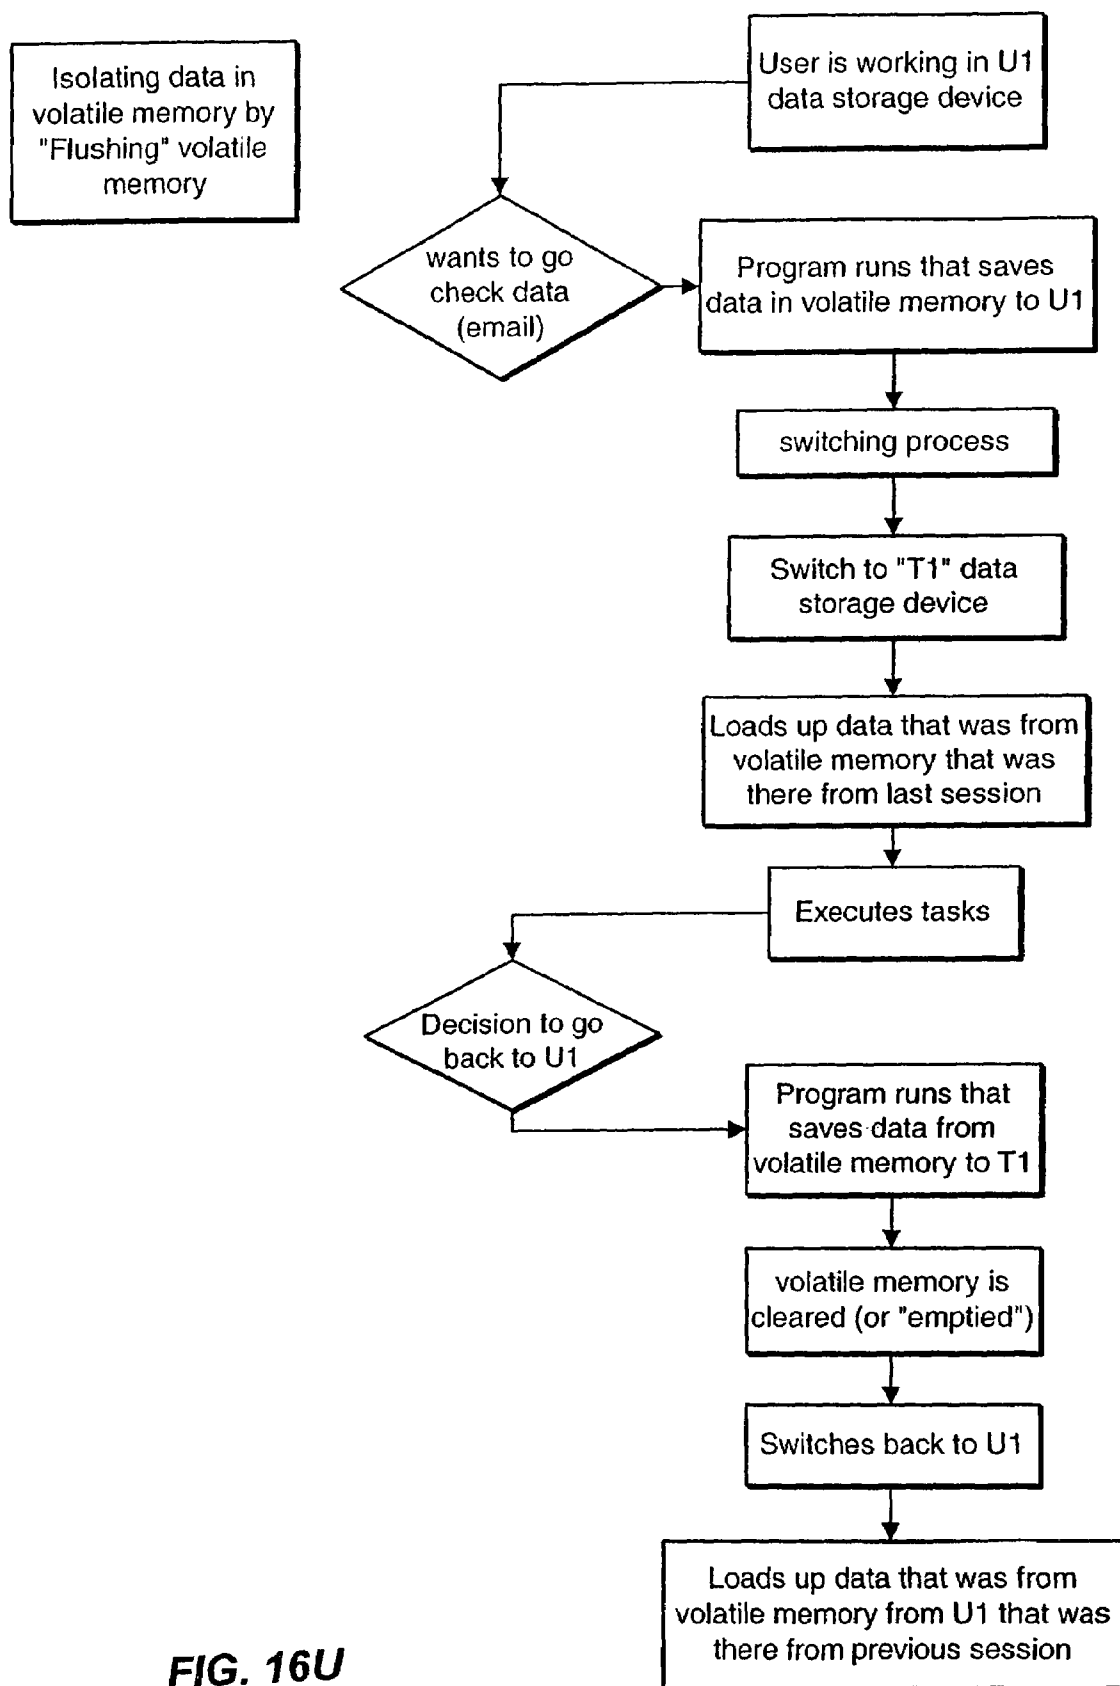 Isolating data in
volatile memory by
"Flushing" volatile
memory
User is working in U1
data storage device
wants to go
check data
(email)
Program runs that saves
data in volatile memory to U1
switching process
Switch to "T1" data
storage device
Loads up data that was from
volatile memory that was
there from last session
Executes tasks
Decision to go
back to U1
Program runs that
saves data from
volatile memory to T1
volatile memory is
cleared (or "emptied")
Switches back to U1
Loads up data that was from
volatile memory from U1 that was
there from previous session
FIG. 16U